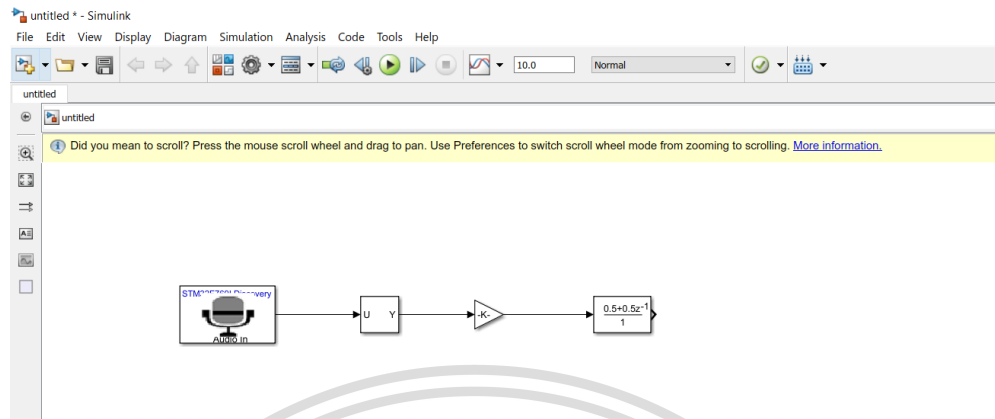 untitled * - Simulink
File Edit View Display Diagram Simulation Analysis Code Tools Help
10.0 Normal
untitled
untitled
Did you mean to scroll? Press the mouse scroll wheel and drag to pan. Use Preferences to switch scroll wheel mode from zooming to scrolling. More information.
Audio In
U Y
-K-
0.5+0.5z⁻¹
1